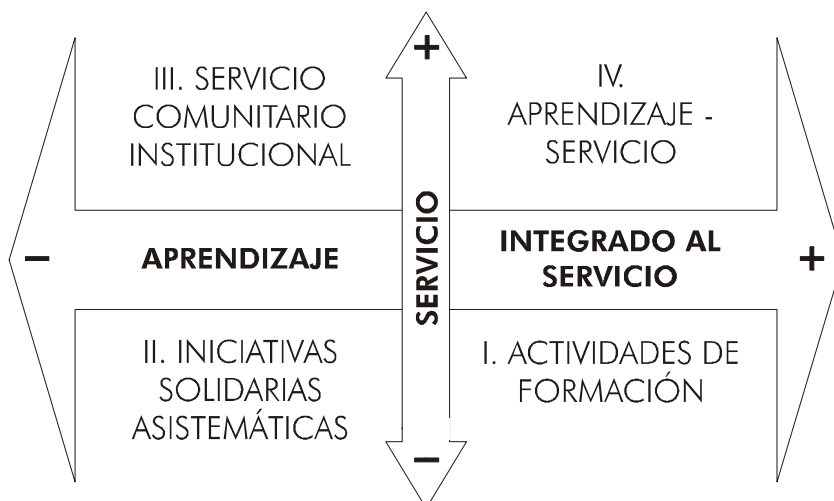 +
III. SERVICIO
COMUNITARIO
INSTITUCIONAL
IV.
APRENDIZAJE -
SERVICIO
SERVICIO
− APRENDIZAJE
INTEGRADO AL
SERVICIO
+
II. INICIATIVAS
SOLIDARIAS
ASISTEMÁTICAS
I. ACTIVIDADES DE
FORMACIÓN
−